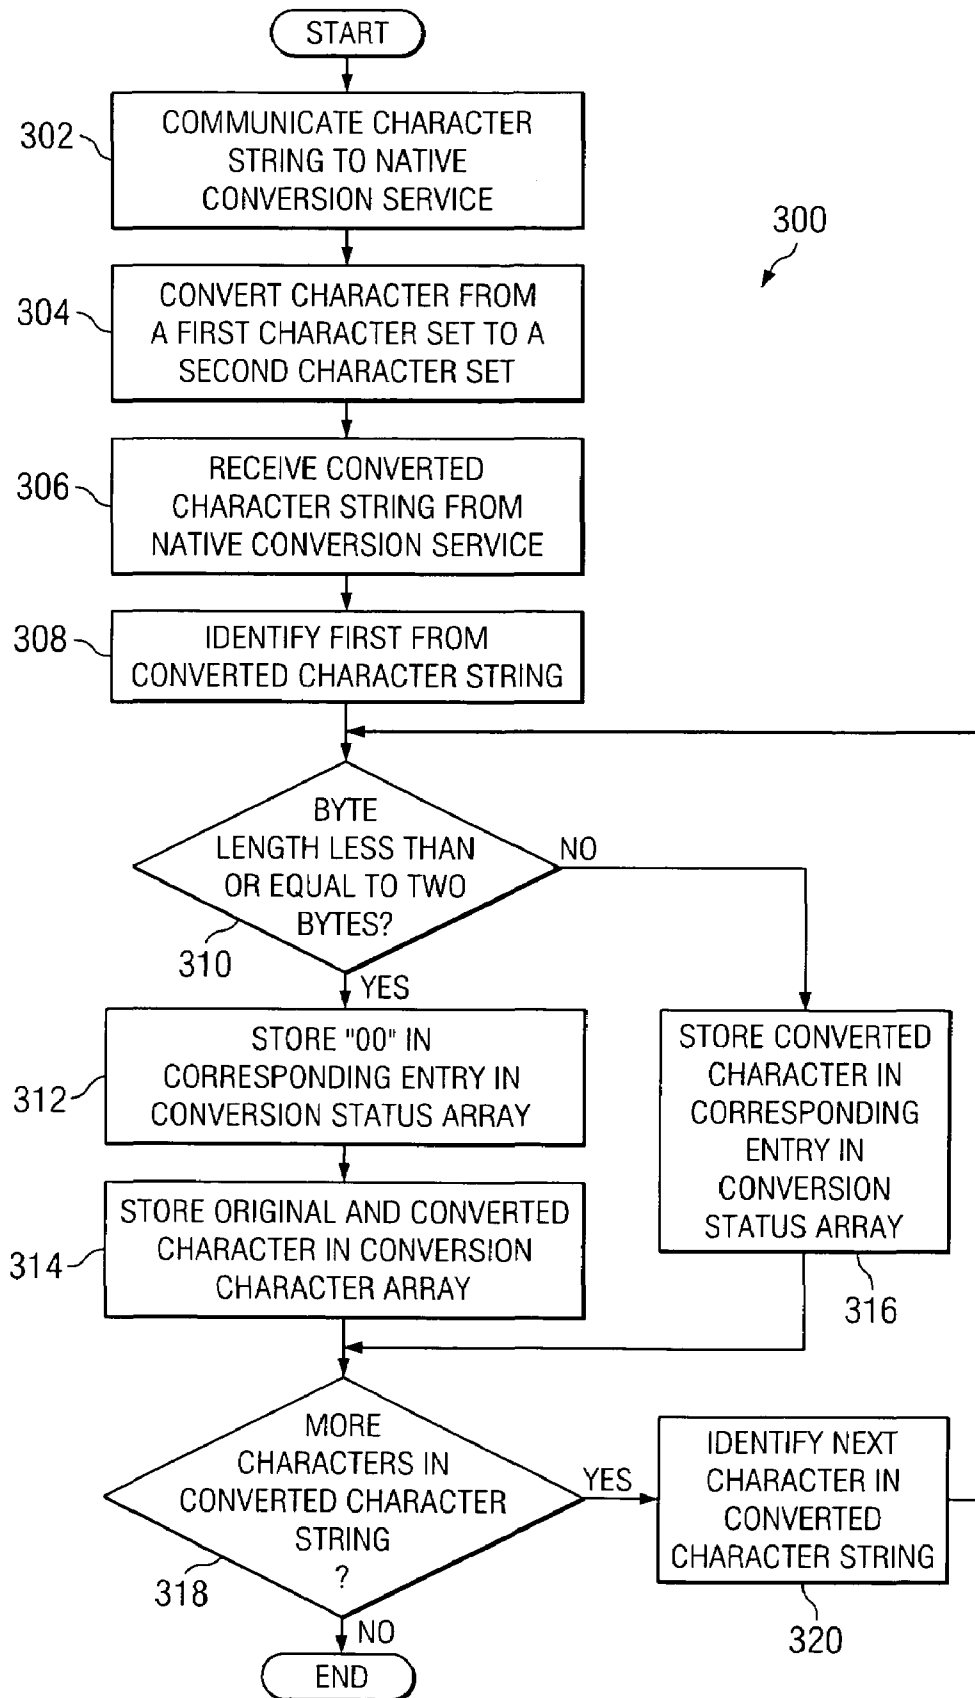 START
302
COMMUNICATE CHARACTER
STRING TO NATIVE
CONVERSION SERVICE
300
304
CONVERT CHARACTER FROM
A FIRST CHARACTER SET TO A
SECOND CHARACTER SET
306
RECEIVE CONVERTED
CHARACTER STRING FROM
NATIVE CONVERSION SERVICE
308
IDENTIFY FIRST FROM
CONVERTED CHARACTER STRING
BYTE
LENGTH LESS THAN
OR EQUAL TO TWO
BYTES?
NO
310
YES
312
STORE "00" IN
CORRESPONDING ENTRY IN
CONVERSION STATUS ARRAY
314
STORE ORIGINAL AND CONVERTED
CHARACTER IN CONVERSION
CHARACTER ARRAY
STORE CONVERTED
CHARACTER IN
CORRESPONDING
ENTRY IN
CONVERSION
STATUS ARRAY
316
MORE
CHARACTERS IN
CONVERTED CHARACTER
STRING
?
318
YES
IDENTIFY NEXT
CHARACTER IN
CONVERTED
CHARACTER STRING
320
NO
END